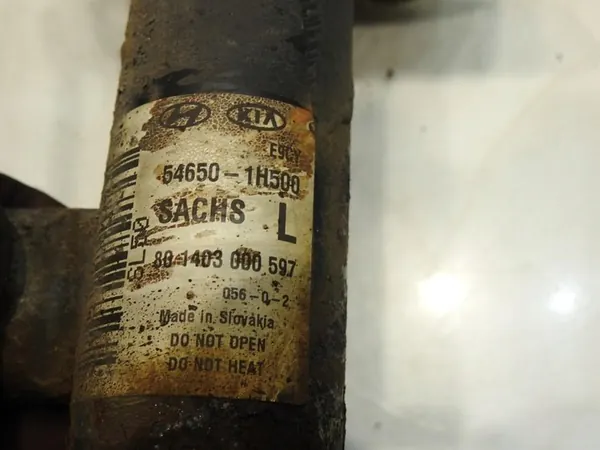 KIA
E9CY
54650-1H500
SACHS L
80 1403 000 597
056-0-2
Made in Slovakia
DO NOT OPEN
DO NOT HEAT